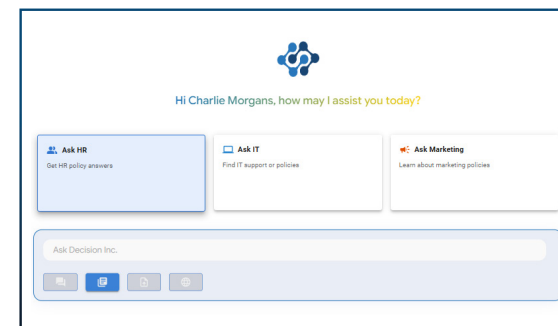 Hi Charlie Morgans, how may I assist you today?
Ask HR
Get HR policy answers
Ask IT
Find IT support or policies
Ask Marketing
Learn about marketing policies
Ask Decision Inc.